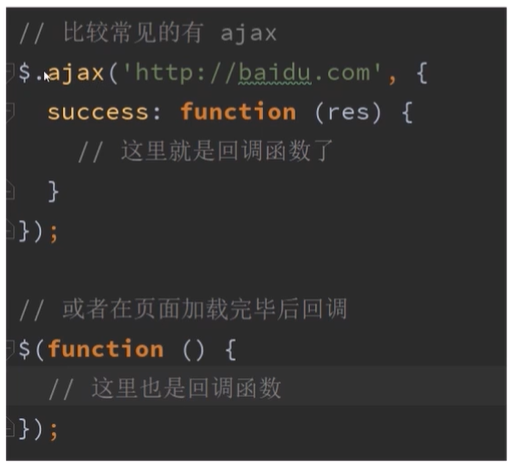 // 比较常见的有 ajax
$.ajax('http://baidu.com', {
  success: function (res) {
    // 这里就是回调函数了
  }
});

// 或者在页面加载完毕后回调
$(function () {
  // 这里也是回调函数
});